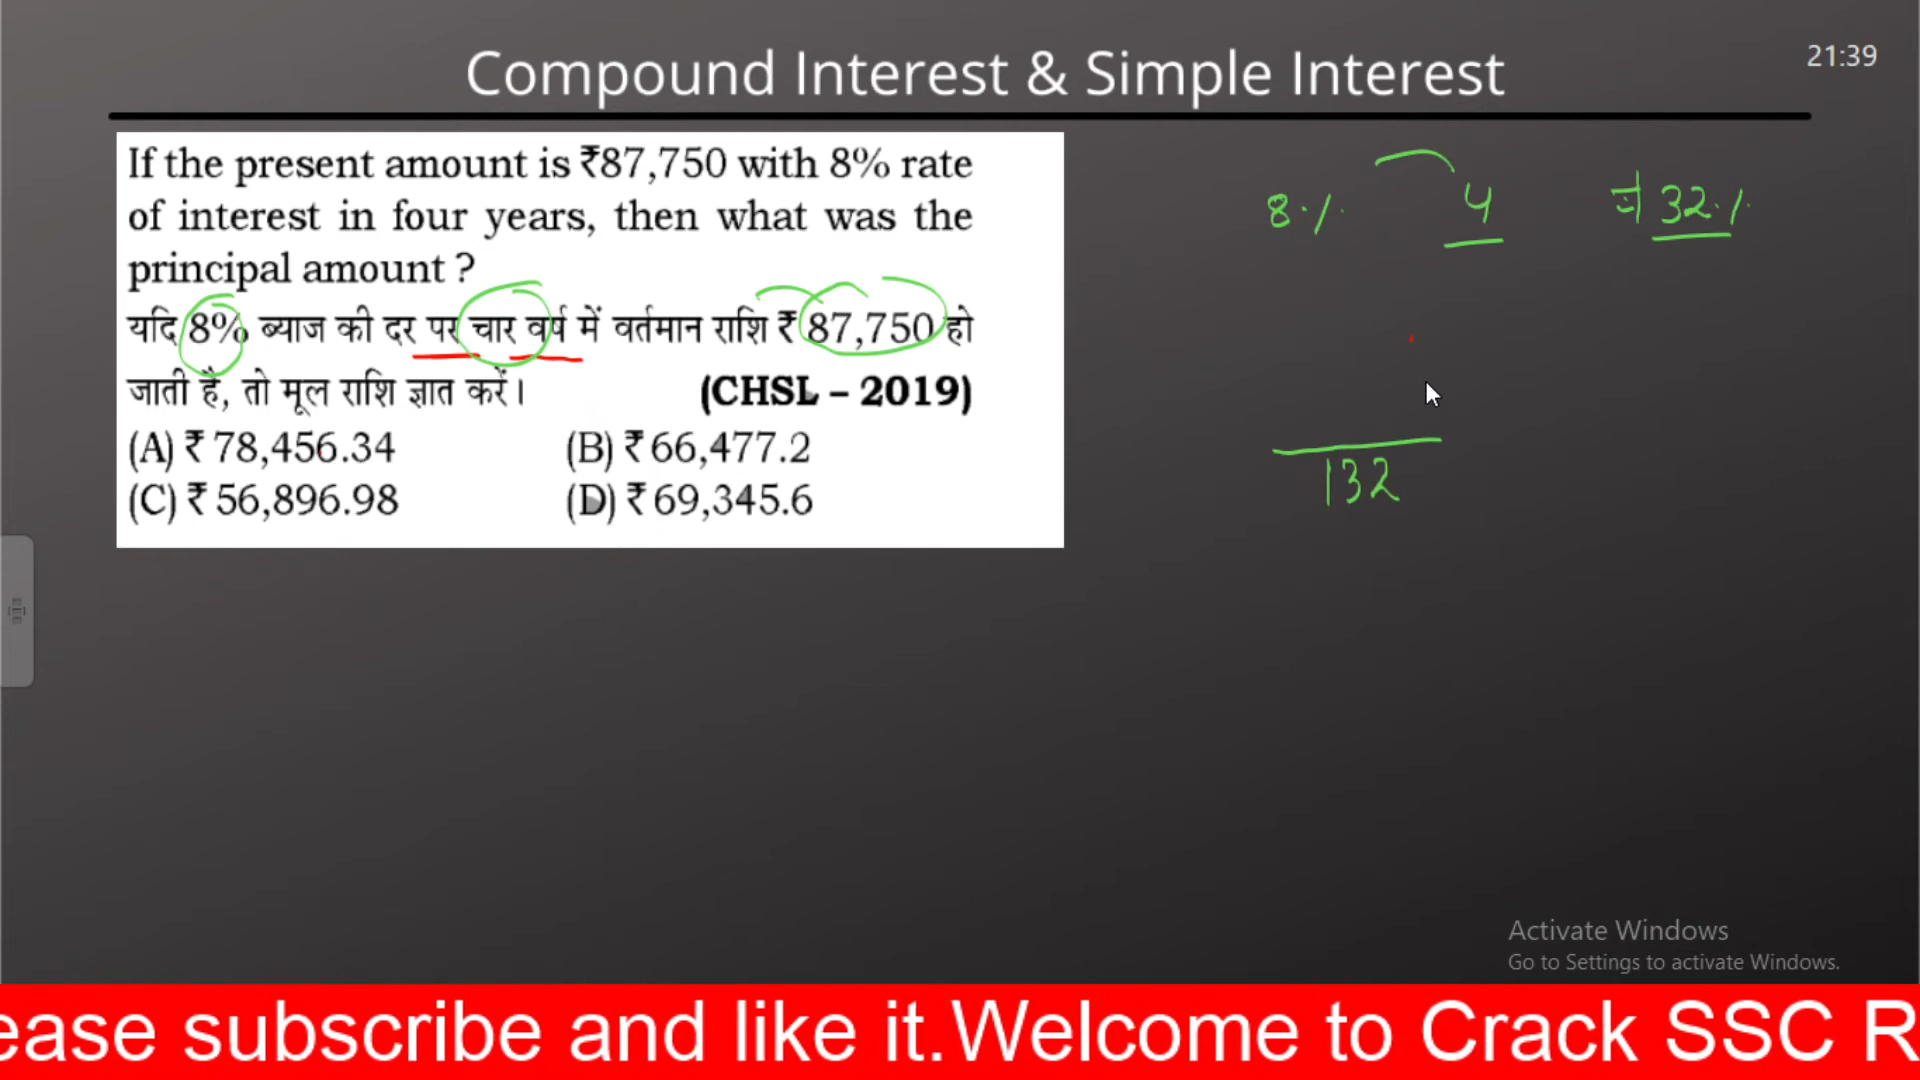 Compound Interest & Simple Interest
21:39
If the present amount is ₹87,750 with 8% rate
of interest in four years, then what was the
principal amount ?
यदि 8% ब्याज की दर पर चार वर्ष में वर्तमान राशि ₹ 87,750 हो
जाती है, तो मूल राशि ज्ञात करें।
(CHSL – 2019)
(A) ₹ 78,456.34
(B) ₹ 66,477.2
(C) ₹ 56,896.98
(D) ₹ 69,345.6
8% 4 32%
132
Activate Windows
Go to Settings to activate Windows.
ease subscribe and like it.Welcome to Crack SSC R